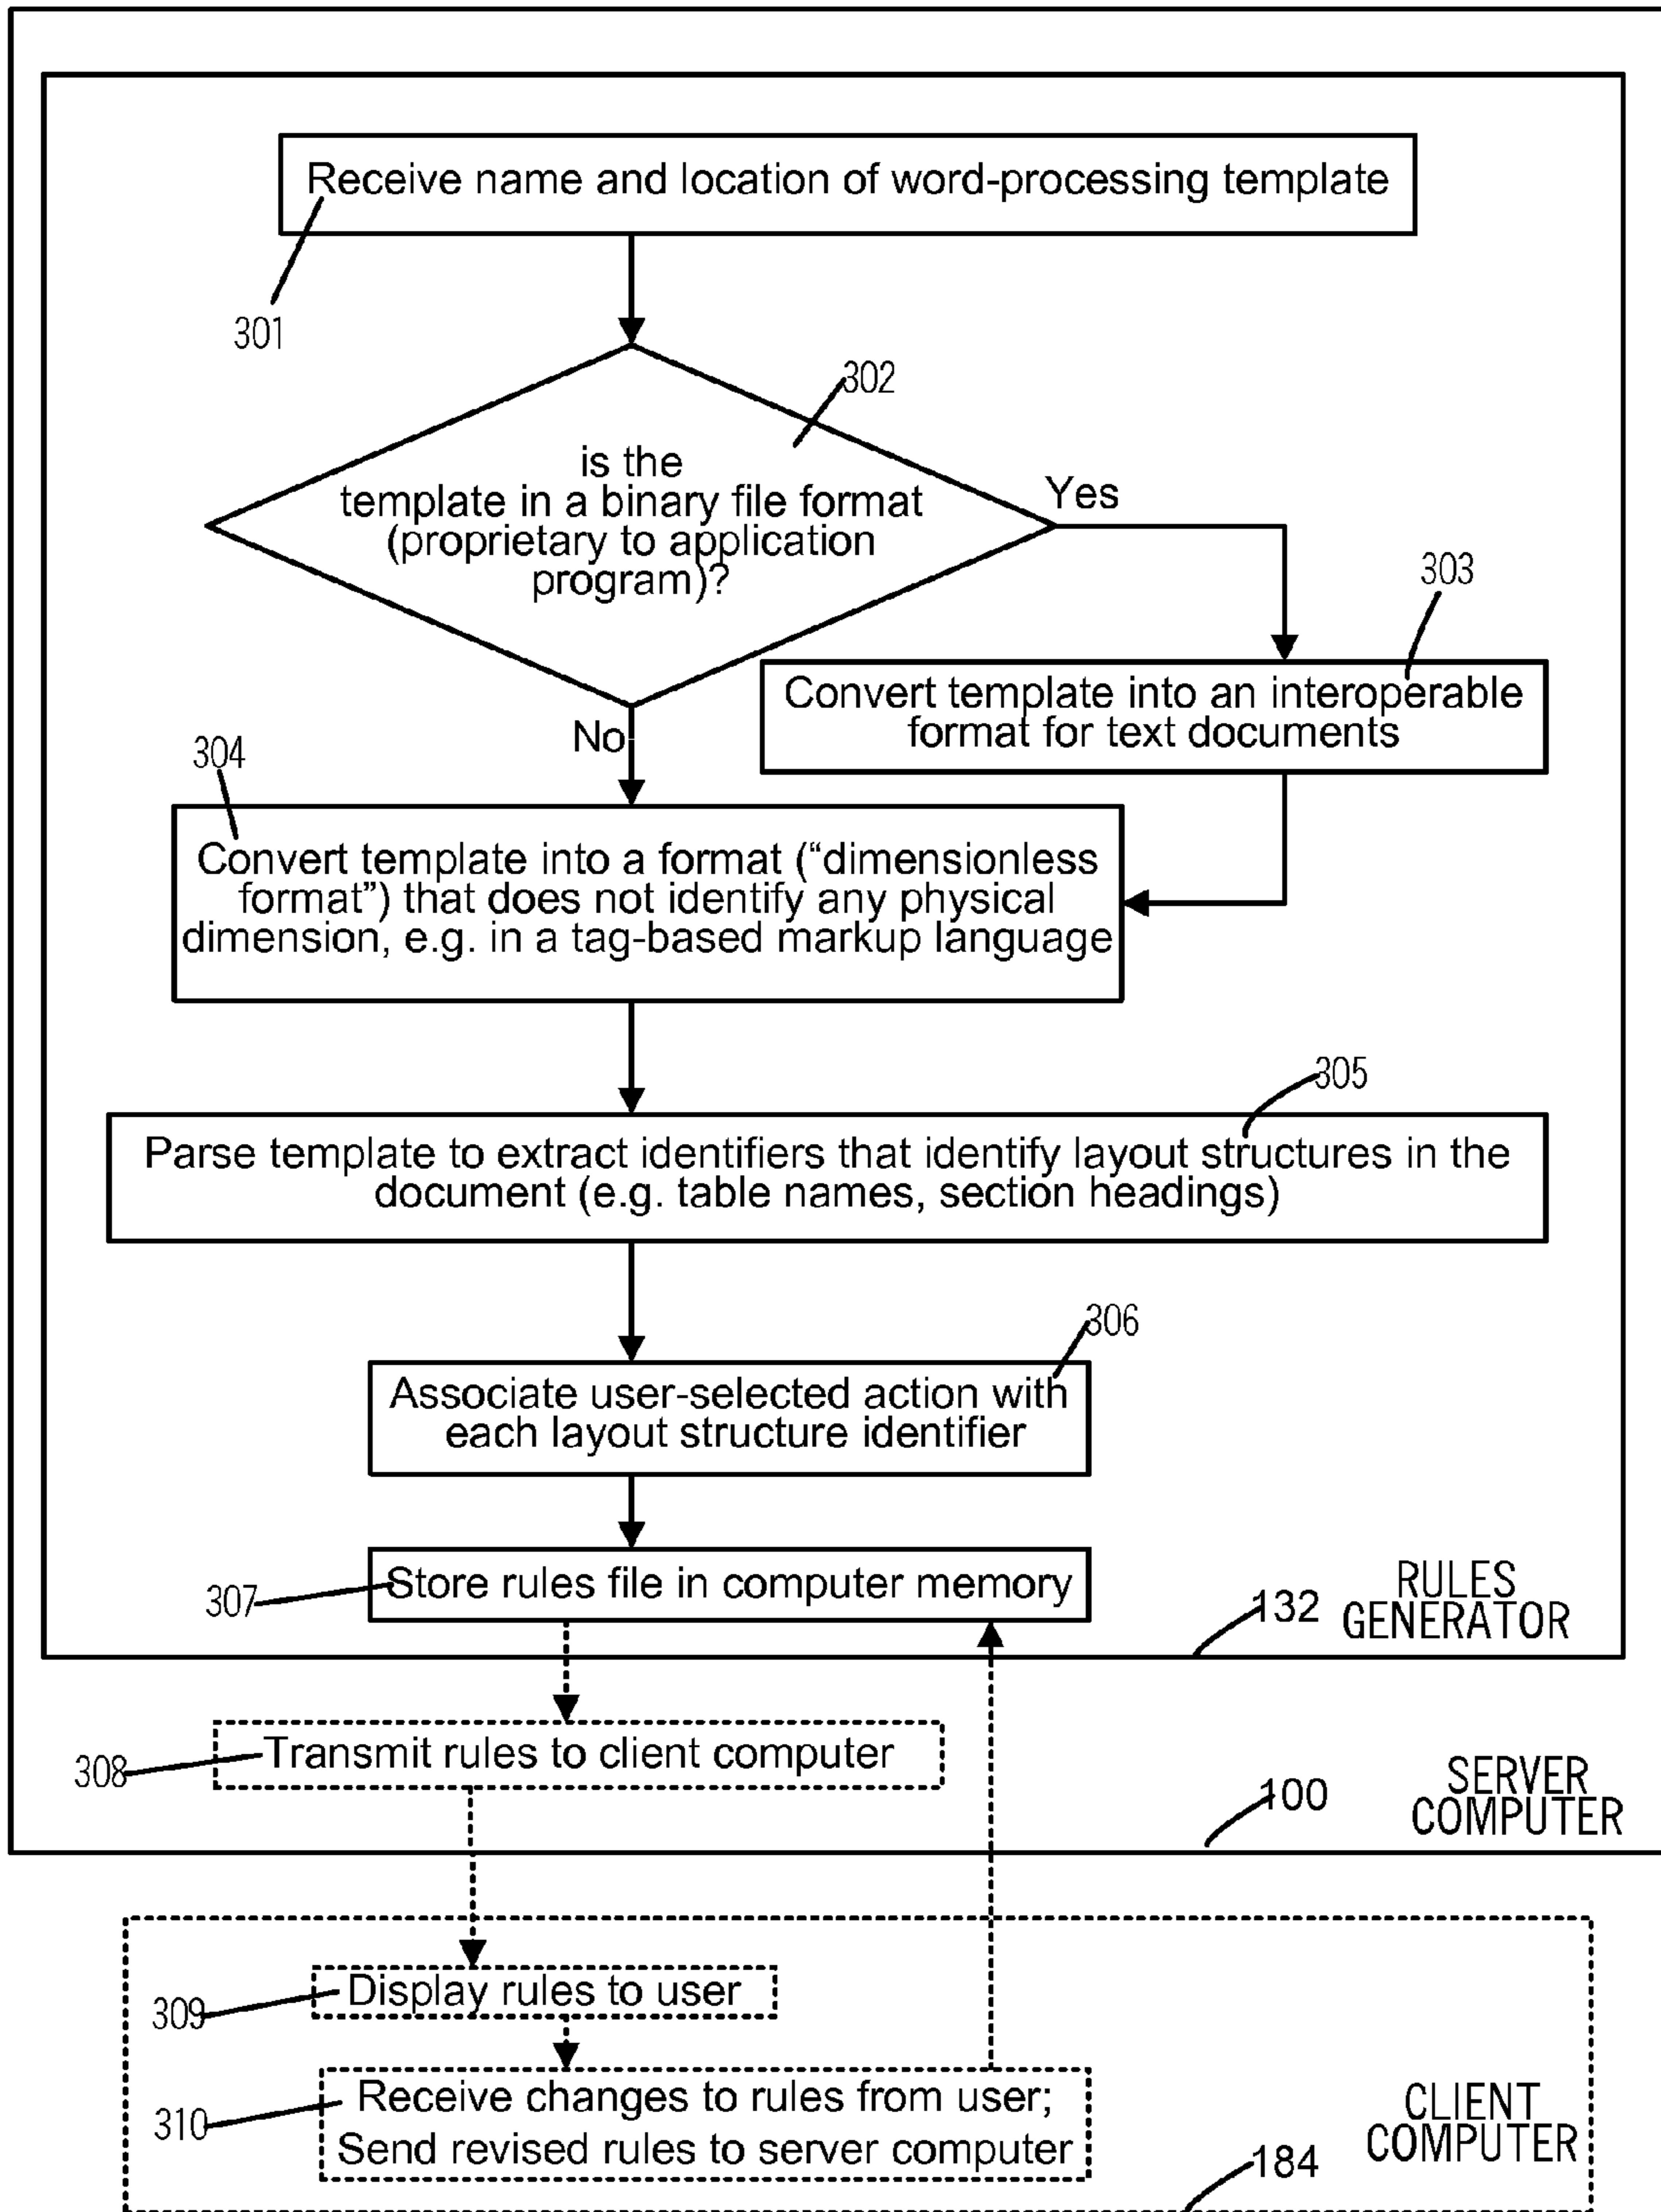 Receive name and location of word-processing template
301
302
is the
template in a binary file format
(proprietary to application
program)?
Yes
303
Convert template into an interoperable
format for text documents
No
304
Convert template into a format (“dimensionless
format”) that does not identify any physical
dimension, e.g. in a tag-based markup language
305
Parse template to extract identifiers that identify layout structures in the
document (e.g. table names, section headings)
306
Associate user-selected action with
each layout structure identifier
307
Store rules file in computer memory
132
RULES
GENERATOR
308
Transmit rules to client computer
100
SERVER
COMPUTER
309
Display rules to user
310
Receive changes to rules from user;
Send revised rules to server computer
184
CLIENT
COMPUTER